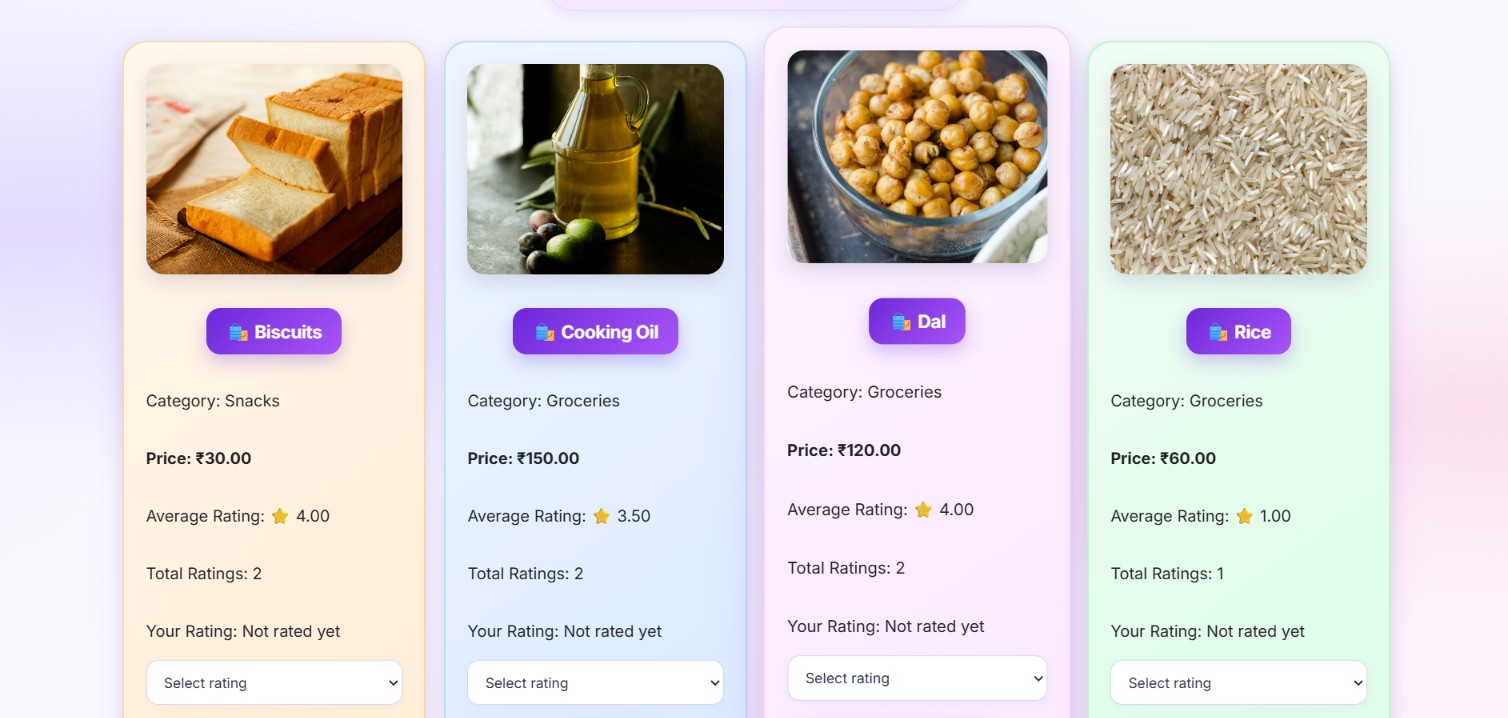 Biscuits
Category: Snacks
Price: ₹30.00
Average Rating: ⭐ 4.00
Total Ratings: 2
Your Rating: Not rated yet
Select rating
Cooking Oil
Category: Groceries
Price: ₹150.00
Average Rating: ⭐ 3.50
Total Ratings: 2
Your Rating: Not rated yet
Select rating
Dal
Category: Groceries
Price: ₹120.00
Average Rating: ⭐ 4.00
Total Ratings: 2
Your Rating: Not rated yet
Select rating
Rice
Category: Groceries
Price: ₹60.00
Average Rating: ⭐ 1.00
Total Ratings: 1
Your Rating: Not rated yet
Select rating